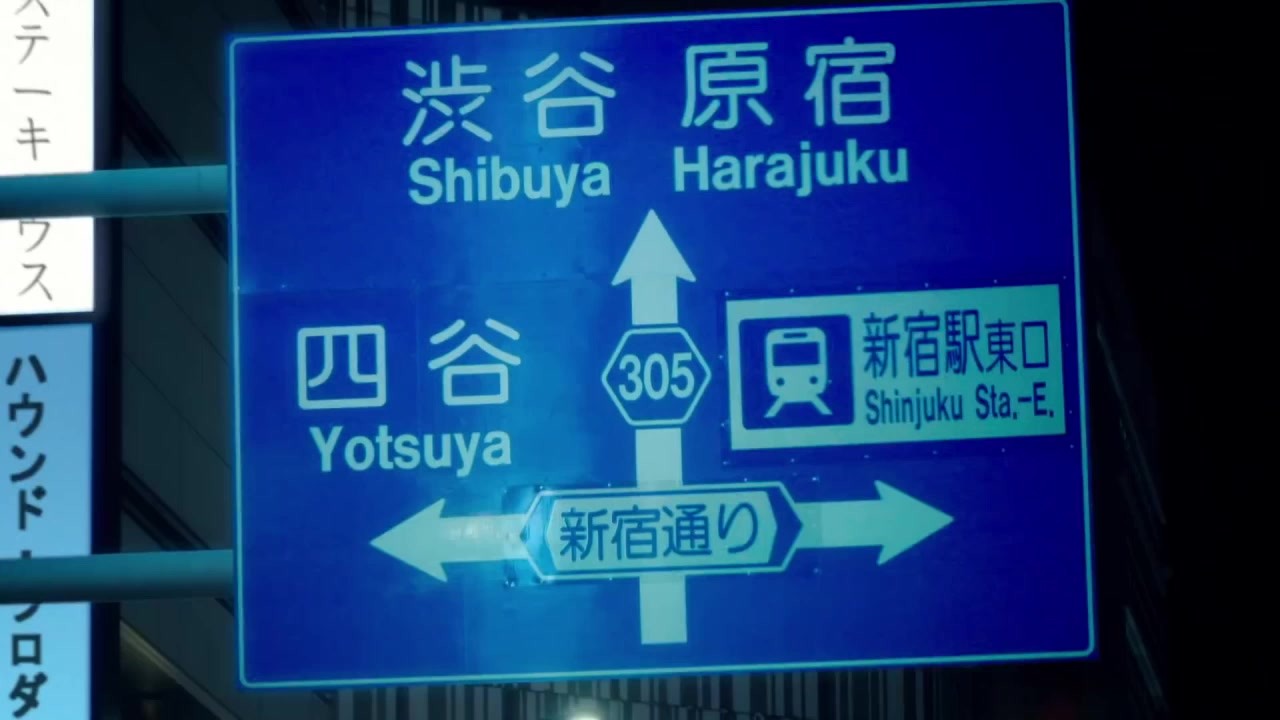 渋谷 原宿
Shibuya Harajuku
四谷
Yotsuya
305
新宿駅東口
Shinjuku Sta.-E.
新宿通り
ステーキ
ウス
ハウンド
プロダ